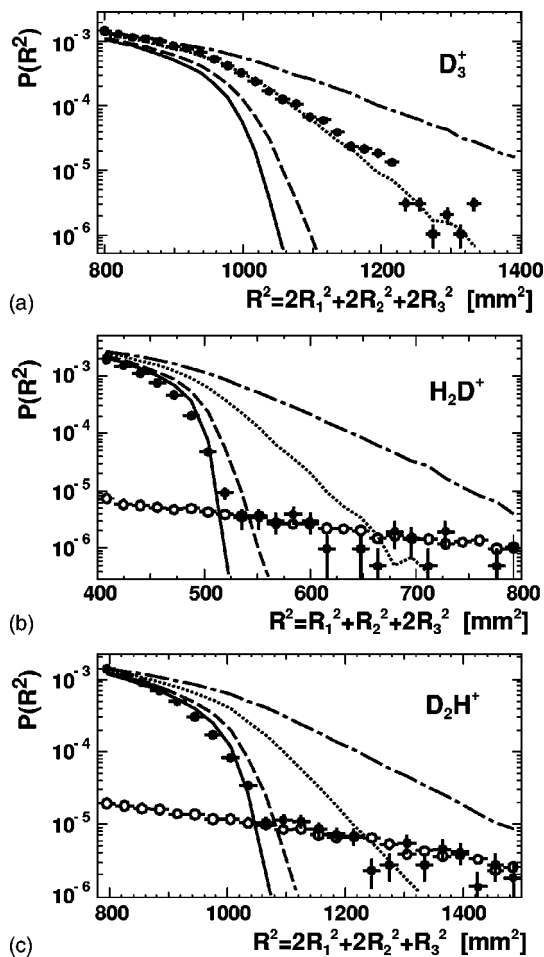 P(R²)
10⁻³
10⁻⁴
10⁻⁵
10⁻⁶
D₃⁺
800 1000 1200 1400
(a) R²=2R₁²+2R₂²+2R₃² [mm²]
P(R²)
10⁻³
10⁻⁴
10⁻⁵
10⁻⁶
H₂D⁺
400 500 600 700 800
(b) R²=R₁²+R₂²+2R₃² [mm²]
P(R²)
10⁻³
10⁻⁴
10⁻⁵
10⁻⁶
D₂H⁺
800 1000 1200 1400
(c) R²=2R₁²+2R₂²+R₃² [mm²]